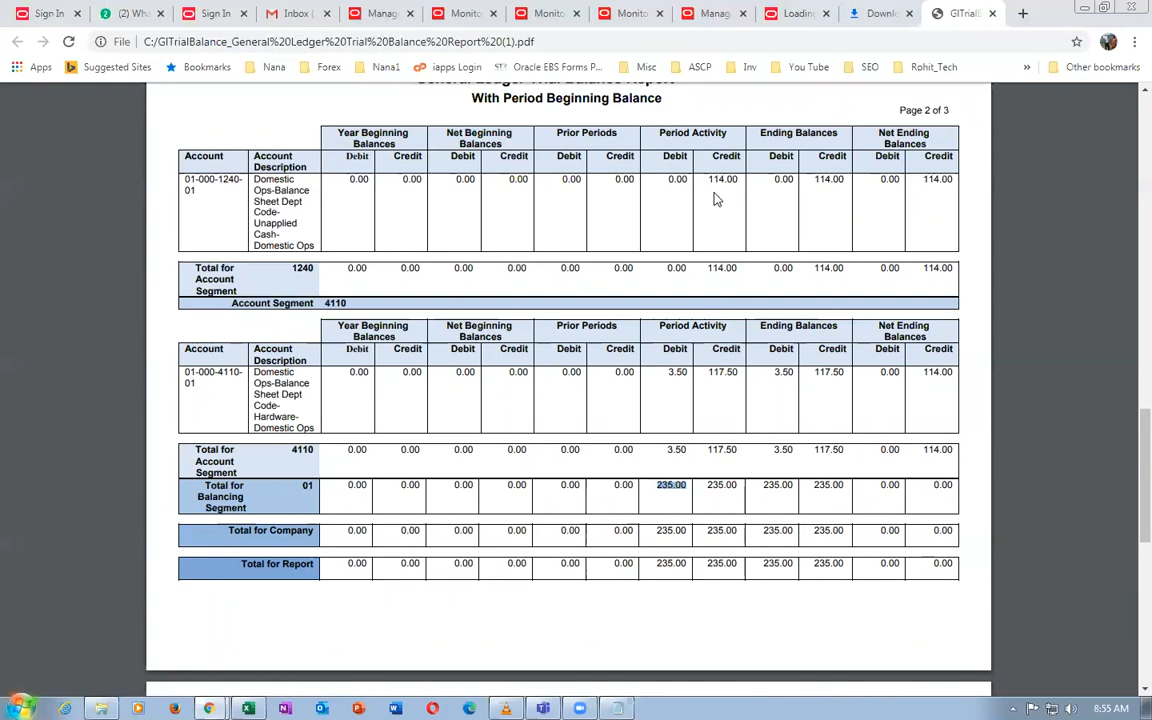 Sign In
(2) Wha
Sign In
Inbox (
Manag
Monito
Monito
Monito
Manag
Loadin
Downlo
GlTrial
File C:/GlTrialBalance_General%20Ledger%20Trial%20Balance%20Report%20(1).pdf
Apps Suggested Sites Bookmarks Nana Forex Nana1 iapps Login Oracle EBS Forms P... Misc ASCP Inv You Tube SEO Rohit_Tech » Other bookmarks
General Ledger Trial Balance Report
With Period Beginning Balance
Page 2 of 3
Year Beginning Net Beginning Prior Periods Period Activity Ending Balances Net Ending
Balances Balances Balances
Account Account Debit Credit Debit Credit Debit Credit Debit Credit Debit Credit Debit Credit
Description
01-000-1240- Domestic 0.00 0.00 0.00 0.00 0.00 0.00 0.00 114.00 0.00 114.00 0.00 114.00
01 Ops-Balance
Sheet Dept
Code-
Unapplied
Cash-
Domestic Ops
Total for 1240 0.00 0.00 0.00 0.00 0.00 0.00 0.00 114.00 0.00 114.00 0.00 114.00
Account
Segment
Account Segment 4110
Year Beginning Net Beginning Prior Periods Period Activity Ending Balances Net Ending
Balances Balances Balances
Account Account Debit Credit Debit Credit Debit Credit Debit Credit Debit Credit Debit Credit
Description
01-000-4110- Domestic 0.00 0.00 0.00 0.00 0.00 0.00 3.50 117.50 3.50 117.50 0.00 114.00
01 Ops-Balance
Sheet Dept
Code-
Hardware-
Domestic Ops
Total for 4110 0.00 0.00 0.00 0.00 0.00 0.00 3.50 117.50 3.50 117.50 0.00 114.00
Account
Segment
Total for 01 0.00 0.00 0.00 0.00 0.00 0.00 235.00 235.00 235.00 235.00 0.00 0.00
Balancing
Segment
Total for Company 0.00 0.00 0.00 0.00 0.00 0.00 235.00 235.00 235.00 235.00 0.00 0.00
Total for Report 0.00 0.00 0.00 0.00 0.00 0.00 235.00 235.00 235.00 235.00 0.00 0.00
8:55 AM